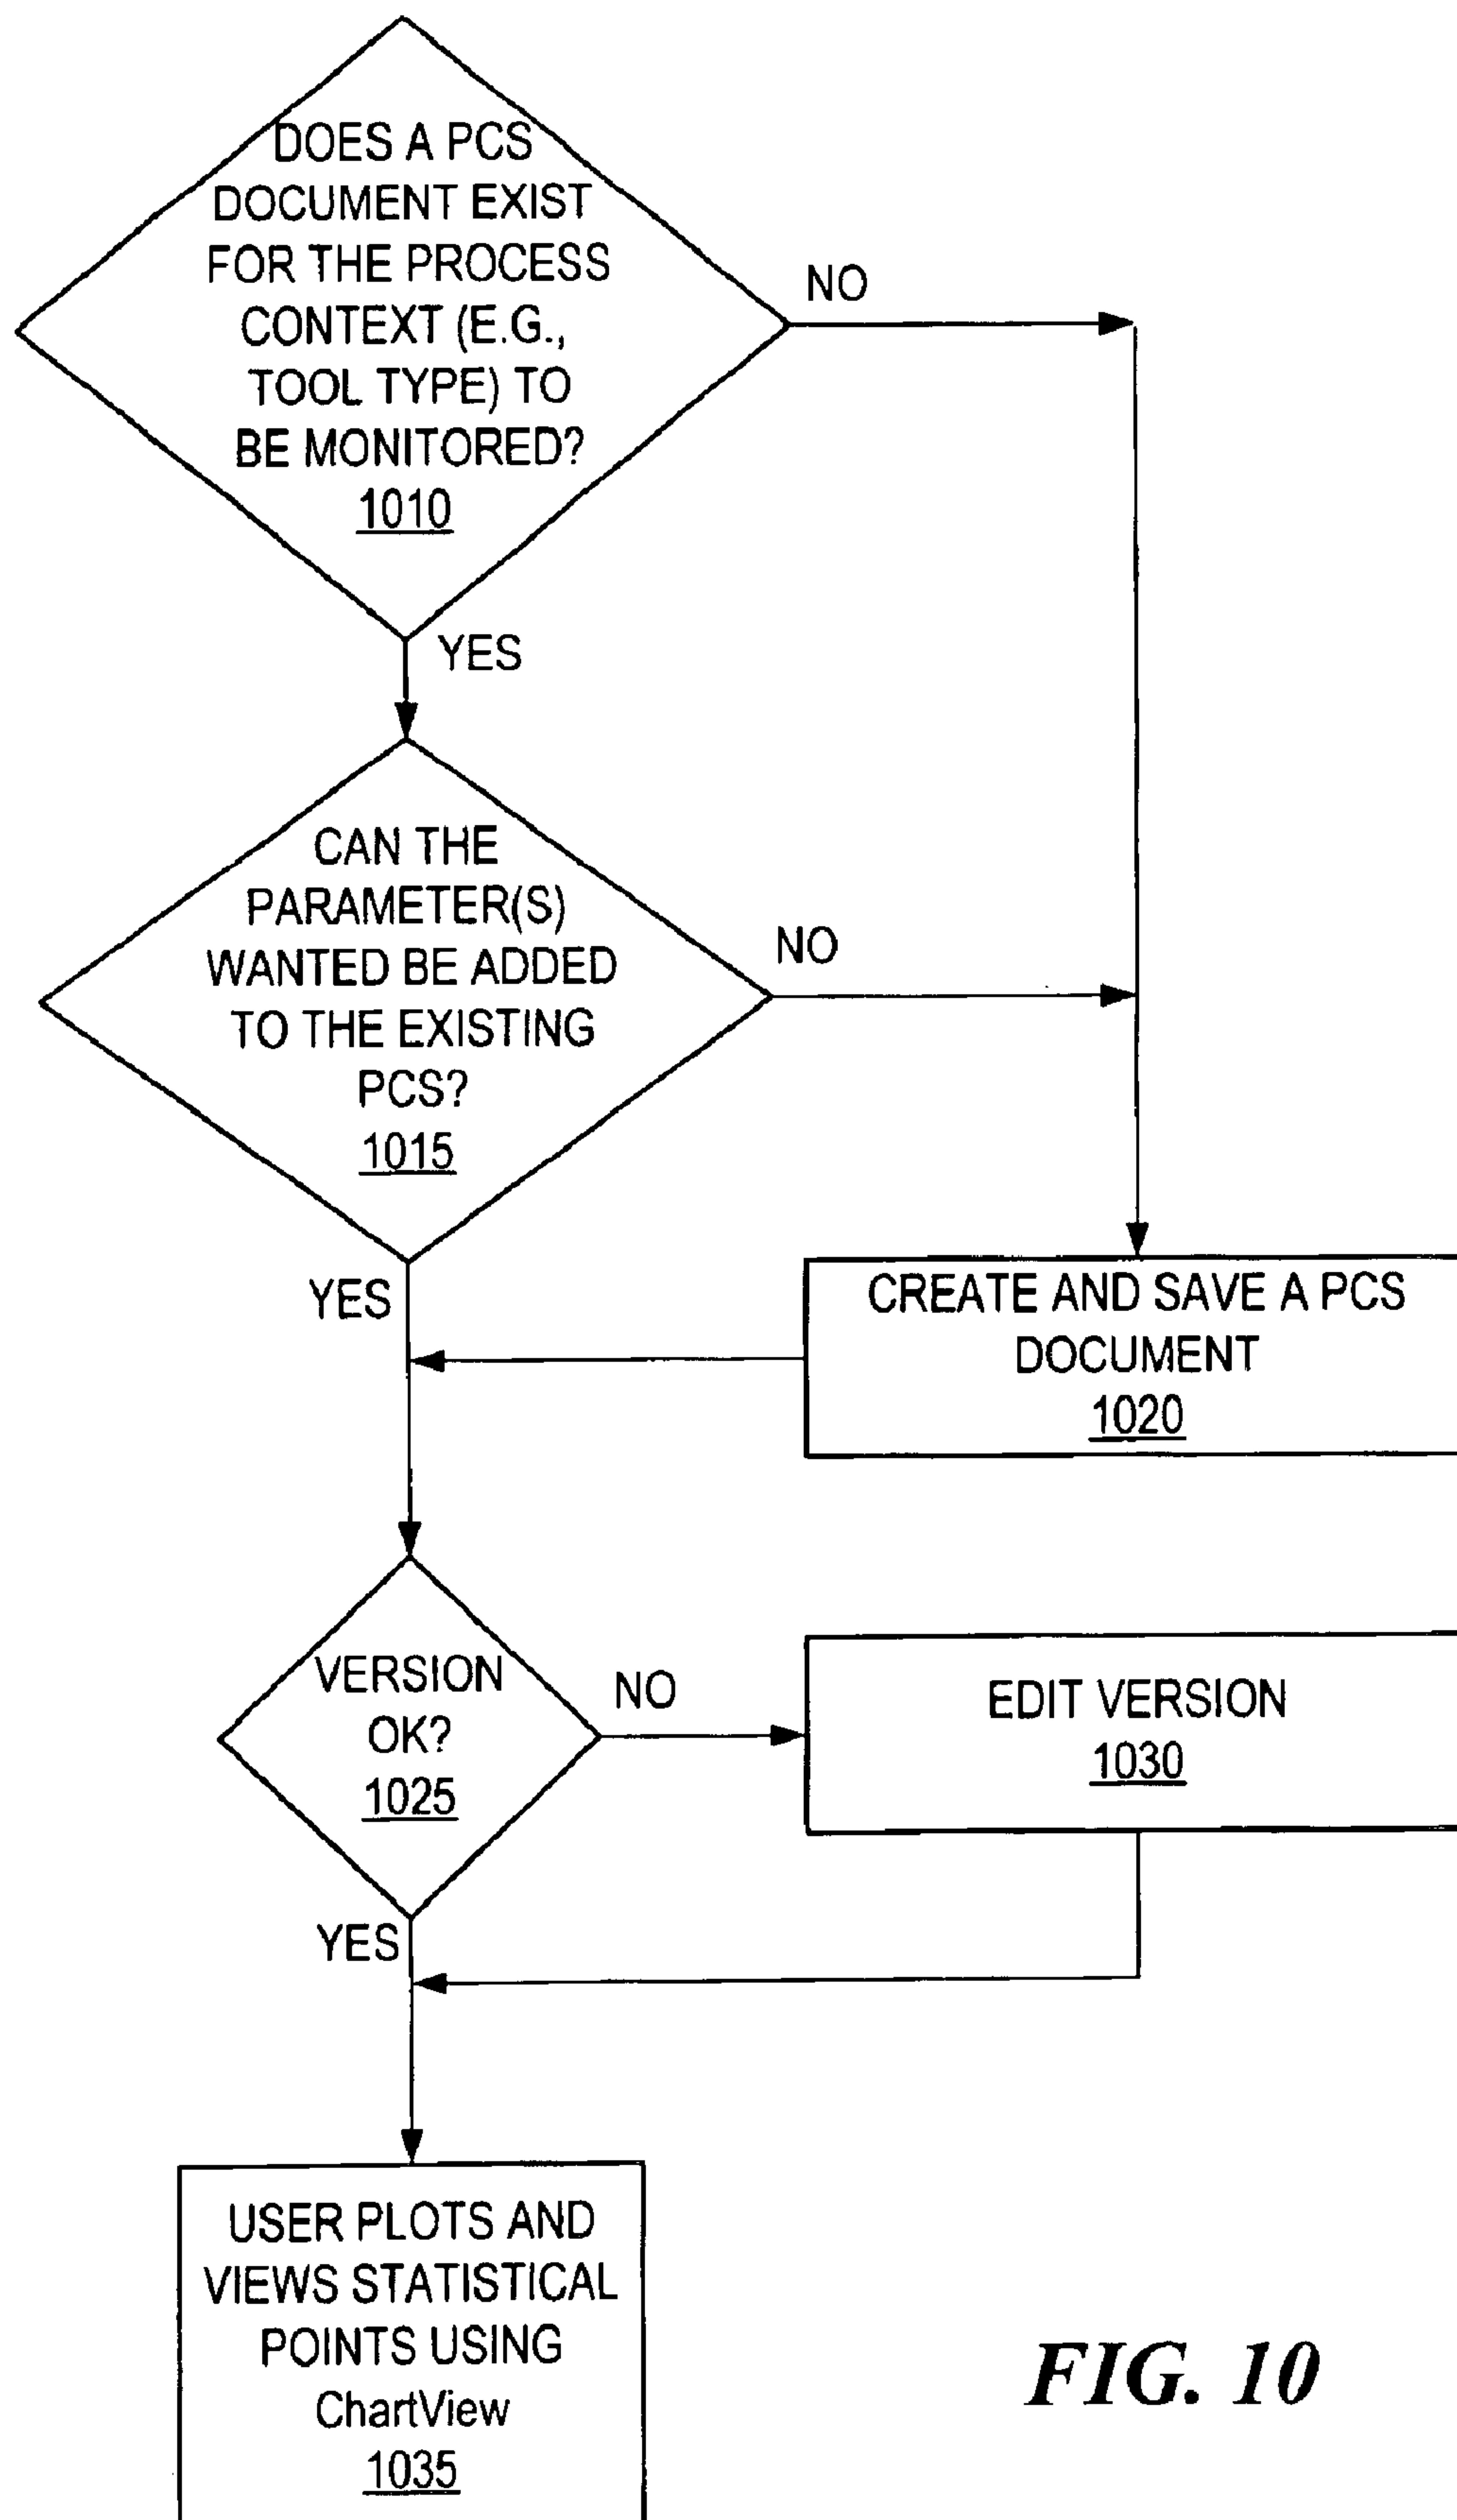 DOES A PCS
DOCUMENT EXIST
FOR THE PROCESS
CONTEXT (E.G.,
TOOL TYPE) TO
BE MONITORED?
1010
NO
YES
CAN THE
PARAMETER(S)
WANTED BE ADDED
TO THE EXISTING
PCS?
1015
NO
YES
CREATE AND SAVE A PCS
DOCUMENT
1020
VERSION
OK?
1025
NO
EDIT VERSION
1030
YES
USER PLOTS AND
VIEWS STATISTICAL
POINTS USING
ChartView
1035
FIG. 10